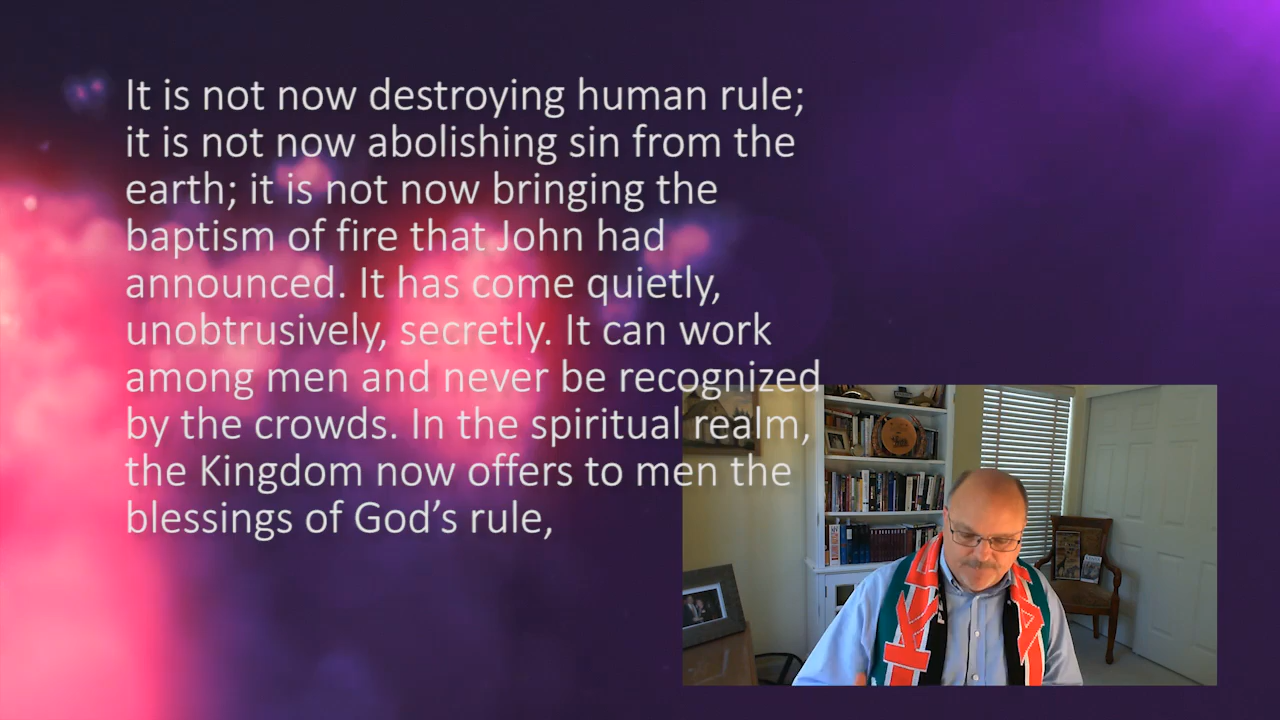 It is not now destroying human rule;
it is not now abolishing sin from the
earth; it is not now bringing the
baptism of fire that John had
announced. It has come quietly,
unobtrusively, secretly. It can work
among men and never be recognized
by the crowds. In the spiritual realm,
the Kingdom now offers to men the
blessings of God’s rule,